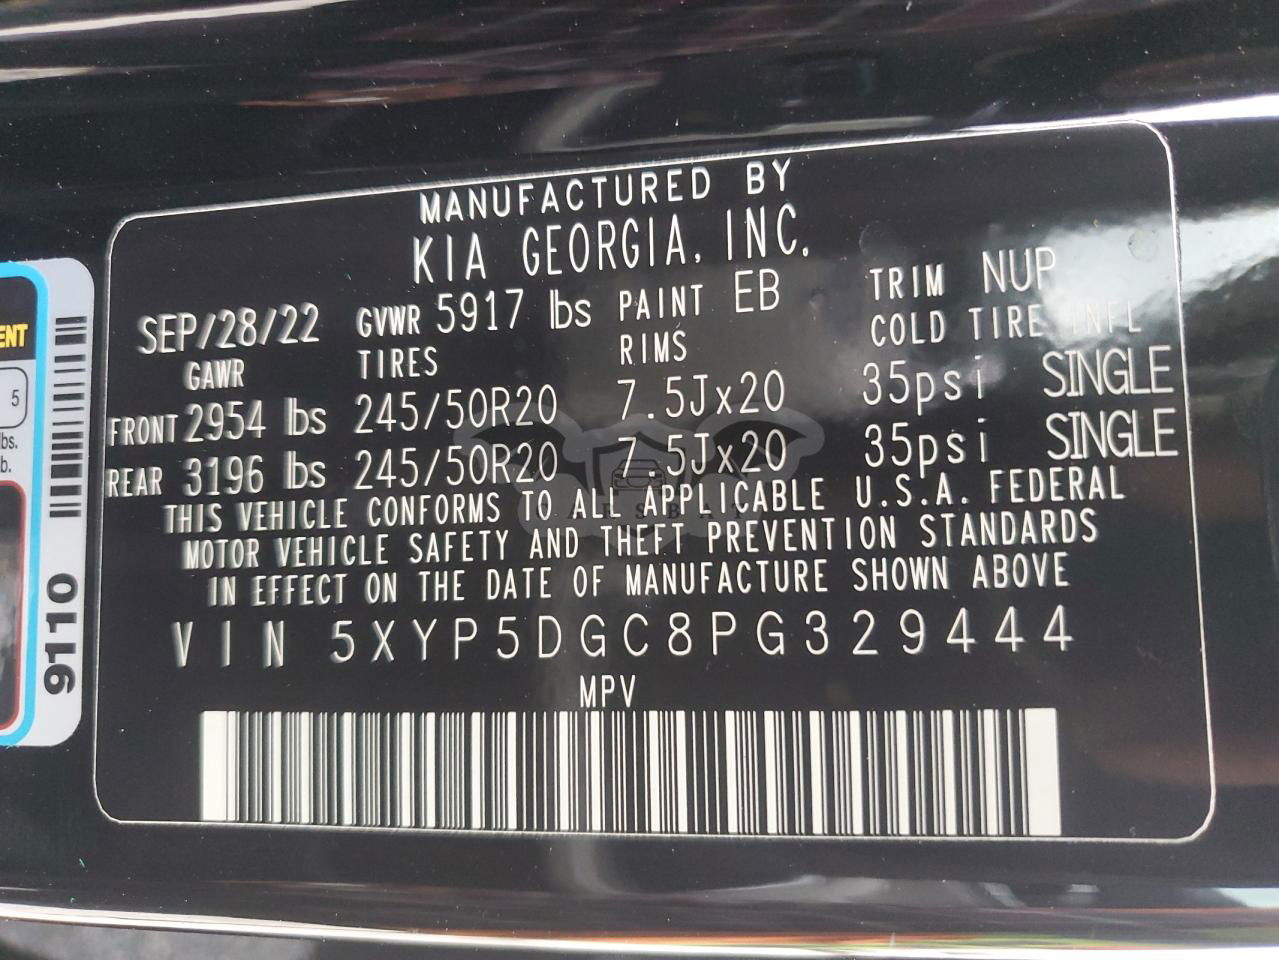 MANUFACTURED BY
KIA GEORGIA, INC.
SEP/28/22 GVWR 5917 lbs PAINT EB TRIM NUP
GAWR TIRES RIMS COLD TIRE INFL
FRONT 2954 lbs 245/50R20 7.5Jx20 35psi SINGLE
REAR 3196 lbs 245/50R20 7.5Jx20 35psi SINGLE
THIS VEHICLE CONFORMS TO ALL APPLICABLE U.S.A. FEDERAL
MOTOR VEHICLE SAFETY AND THEFT PREVENTION STANDARDS
IN EFFECT ON THE DATE OF MANUFACTURE SHOWN ABOVE
VIN 5XYP5DGC8PG329444
MPV
5
lbs.
9110